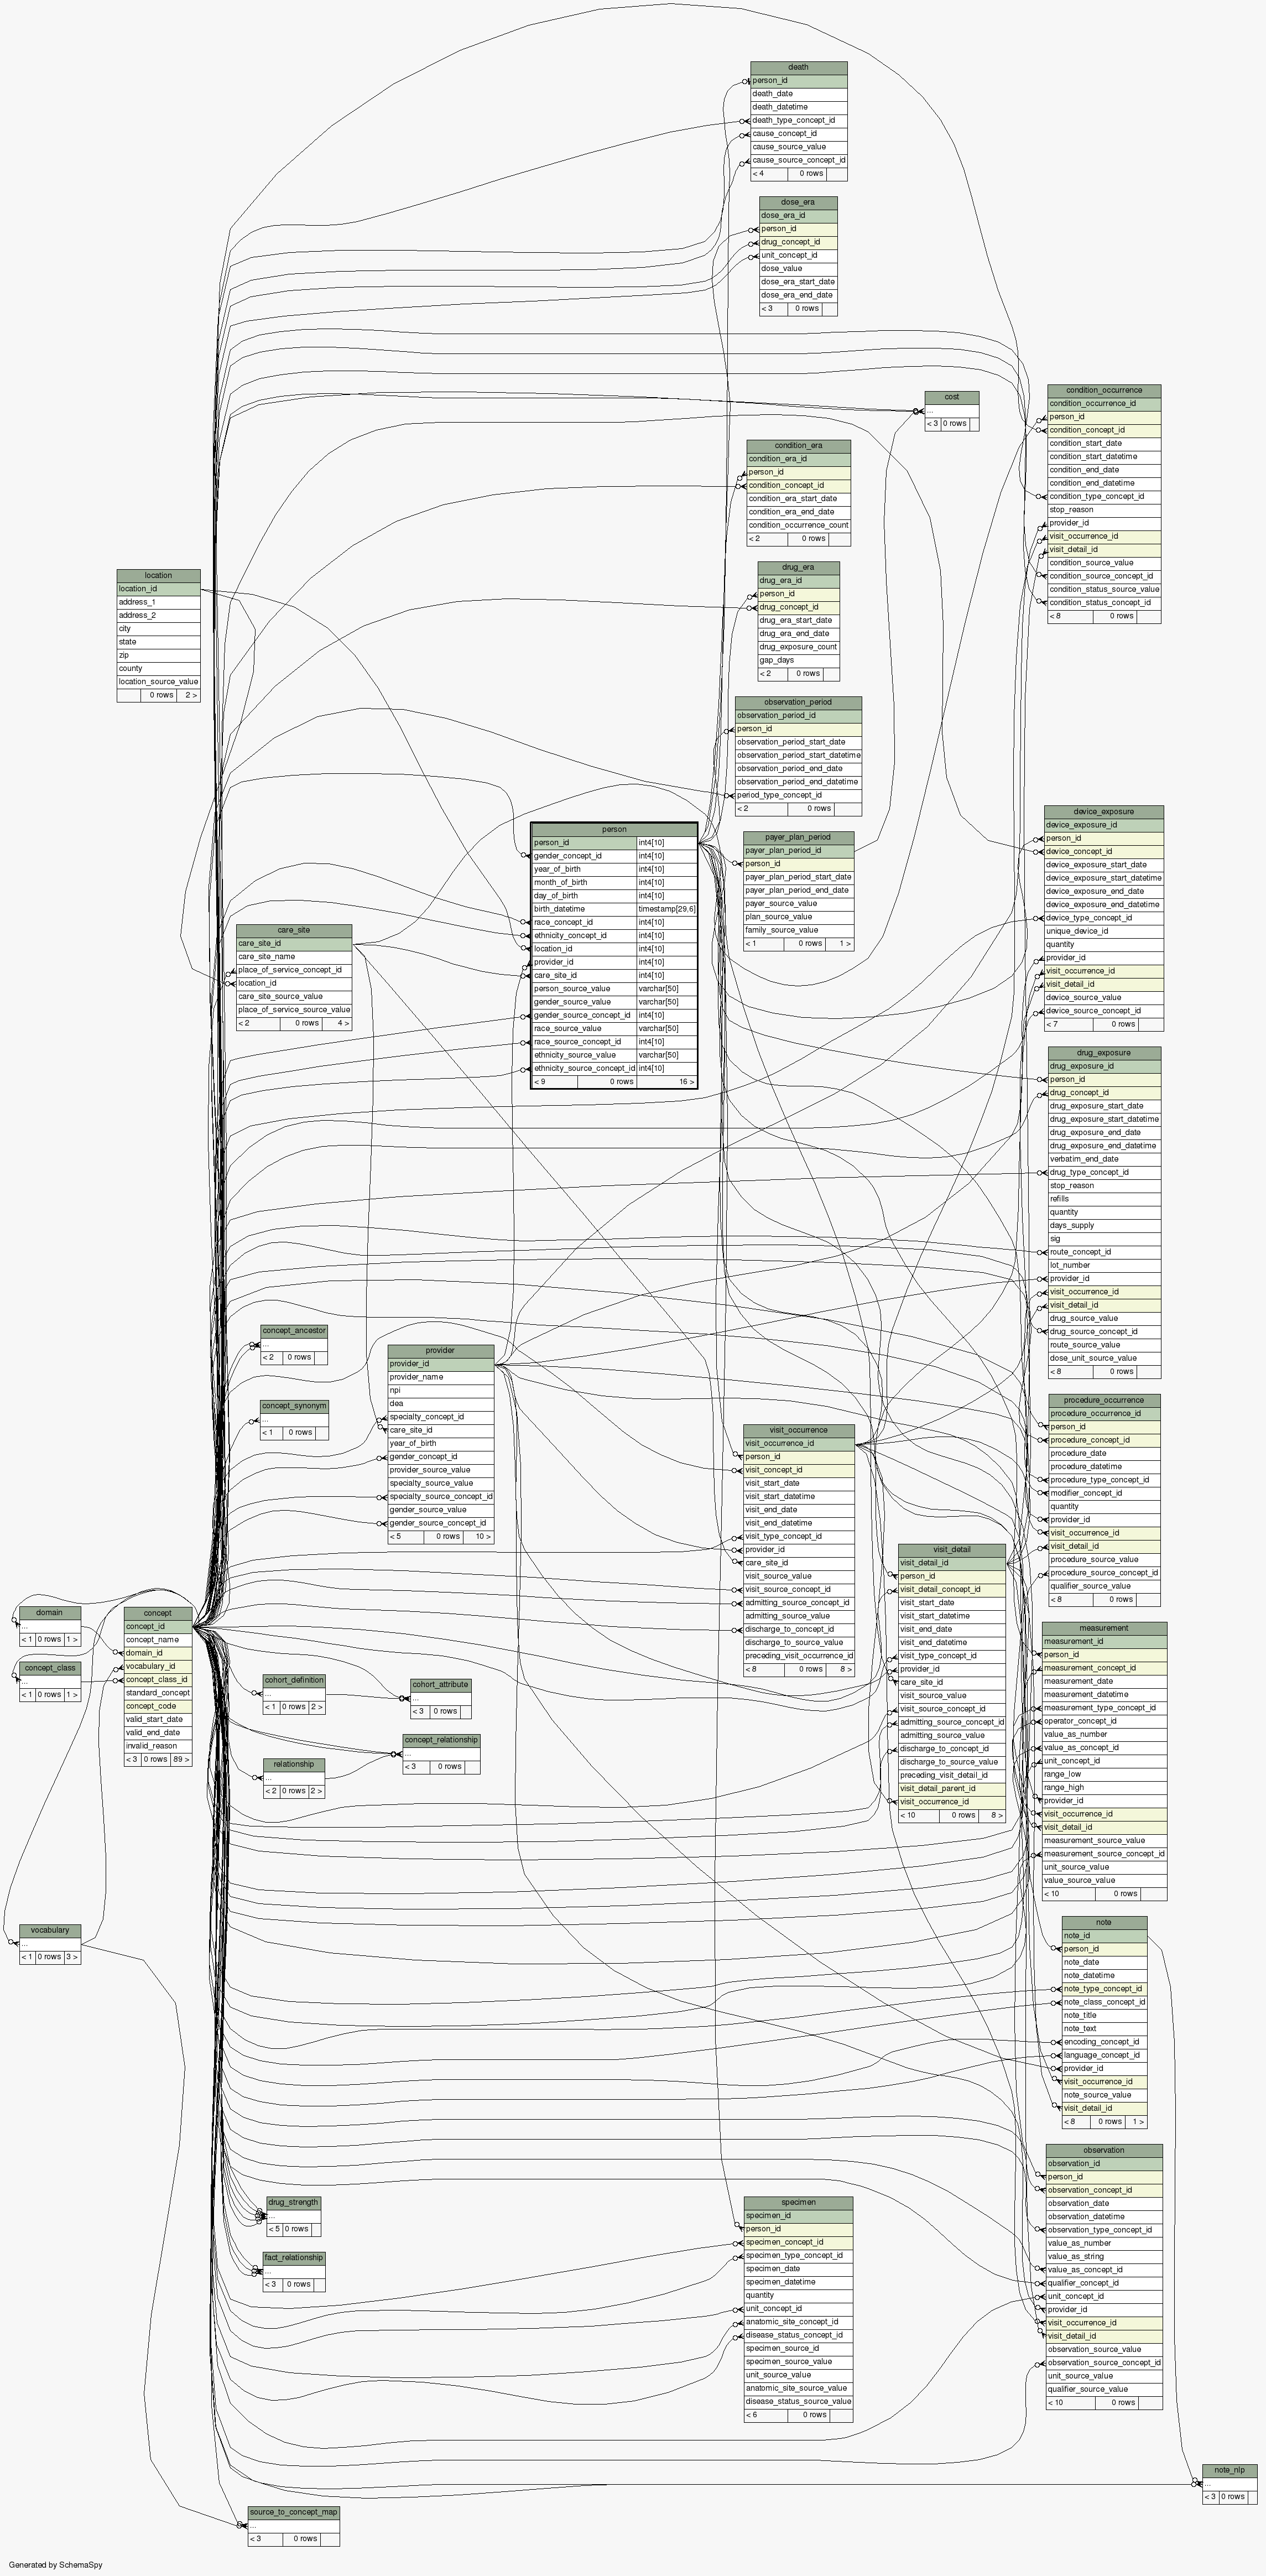 death
person_id
death_date
death_datetime
death_type_concept_id
cause_concept_id
cause_source_value
cause_source_concept_id
< 4 0 rows
dose_era
dose_era_id
person_id
drug_concept_id
unit_concept_id
dose_value
dose_era_start_date
dose_era_end_date
< 3 0 rows
cost
...
< 3 0 rows
condition_occurrence
condition_occurrence_id
person_id
condition_concept_id
condition_start_date
condition_start_datetime
condition_end_date
condition_end_datetime
condition_type_concept_id
stop_reason
provider_id
visit_occurrence_id
visit_detail_id
condition_source_value
condition_source_concept_id
condition_status_source_value
condition_status_concept_id
< 8 0 rows
condition_era
condition_era_id
person_id
condition_concept_id
condition_era_start_date
condition_era_end_date
condition_occurrence_count
< 2 0 rows
drug_era
drug_era_id
person_id
drug_concept_id
drug_era_start_date
drug_era_end_date
drug_exposure_count
gap_days
< 2 0 rows
location
location_id
address_1
address_2
city
state
zip
county
location_source_value
0 rows 2 >
observation_period
observation_period_id
person_id
observation_period_start_date
observation_period_start_datetime
observation_period_end_date
observation_period_end_datetime
period_type_concept_id
< 2 0 rows
person
person_id int4[10]
gender_concept_id int4[10]
year_of_birth int4[10]
month_of_birth int4[10]
day_of_birth int4[10]
birth_datetime timestamp[29,6]
race_concept_id int4[10]
ethnicity_concept_id int4[10]
location_id int4[10]
provider_id int4[10]
care_site_id int4[10]
person_source_value varchar[50]
gender_source_value varchar[50]
gender_source_concept_id int4[10]
race_source_value varchar[50]
race_source_concept_id int4[10]
ethnicity_source_value varchar[50]
ethnicity_source_concept_id int4[10]
< 9 0 rows 16 >
payer_plan_period
payer_plan_period_id
person_id
payer_plan_period_start_date
payer_plan_period_end_date
payer_source_value
plan_source_value
family_source_value
< 1 0 rows 1 >
device_exposure
device_exposure_id
person_id
device_concept_id
device_exposure_start_date
device_exposure_start_datetime
device_exposure_end_date
device_exposure_end_datetime
device_type_concept_id
unique_device_id
quantity
provider_id
visit_occurrence_id
visit_detail_id
device_source_value
device_source_concept_id
< 7 0 rows
care_site
care_site_id
care_site_name
place_of_service_concept_id
location_id
care_site_source_value
place_of_service_source_value
< 2 0 rows 4 >
drug_exposure
drug_exposure_id
person_id
drug_concept_id
drug_exposure_start_date
drug_exposure_start_datetime
drug_exposure_end_date
drug_exposure_end_datetime
verbatim_end_date
drug_type_concept_id
stop_reason
refills
quantity
days_supply
sig
route_concept_id
lot_number
provider_id
visit_occurrence_id
visit_detail_id
drug_source_value
drug_source_concept_id
route_source_value
dose_unit_source_value
< 8 0 rows
concept_ancestor
...
< 2 0 rows
concept_synonym
...
< 1 0 rows
provider
provider_id
provider_name
npi
dea
specialty_concept_id
care_site_id
year_of_birth
gender_concept_id
provider_source_value
specialty_source_value
specialty_source_concept_id
gender_source_value
gender_source_concept_id
< 5 0 rows 10 >
visit_occurrence
visit_occurrence_id
person_id
visit_concept_id
visit_start_date
visit_start_datetime
visit_end_date
visit_end_datetime
visit_type_concept_id
provider_id
care_site_id
visit_source_value
visit_source_concept_id
admitting_source_concept_id
admitting_source_value
discharge_to_concept_id
discharge_to_source_value
preceding_visit_occurrence_id
< 8 0 rows 8 >
procedure_occurrence
procedure_occurrence_id
person_id
procedure_concept_id
procedure_date
procedure_datetime
procedure_type_concept_id
modifier_concept_id
quantity
provider_id
visit_occurrence_id
visit_detail_id
procedure_source_value
procedure_source_concept_id
qualifier_source_value
< 8 0 rows
visit_detail
visit_detail_id
person_id
visit_detail_concept_id
visit_start_date
visit_start_datetime
visit_end_date
visit_end_datetime
visit_type_concept_id
provider_id
care_site_id
visit_source_value
visit_source_concept_id
admitting_source_concept_id
admitting_source_value
discharge_to_concept_id
discharge_to_source_value
preceding_visit_detail_id
visit_detail_parent_id
visit_occurrence_id
< 10 0 rows 8 >
domain
...
< 1 0 rows 1 >
concept_class
...
< 1 0 rows 1 >
concept
concept_id
concept_name
domain_id
vocabulary_id
concept_class_id
standard_concept
concept_code
valid_start_date
valid_end_date
invalid_reason
< 3 0 rows 89 >
cohort_definition
...
< 1 0 rows 2 >
cohort_attribute
...
< 3 0 rows
concept_relationship
...
< 3 0 rows
relationship
...
< 2 0 rows 2 >
measurement
measurement_id
person_id
measurement_concept_id
measurement_date
measurement_datetime
measurement_type_concept_id
operator_concept_id
value_as_number
value_as_concept_id
unit_concept_id
range_low
range_high
provider_id
visit_occurrence_id
visit_detail_id
measurement_source_value
measurement_source_concept_id
unit_source_value
value_source_value
< 10 0 rows
vocabulary
...
< 1 0 rows 3 >
note
note_id
person_id
note_date
note_datetime
note_type_concept_id
note_class_concept_id
note_title
note_text
encoding_concept_id
language_concept_id
provider_id
visit_occurrence_id
note_source_value
visit_detail_id
< 8 0 rows 1 >
observation
observation_id
person_id
observation_concept_id
observation_date
observation_datetime
observation_type_concept_id
value_as_number
value_as_string
value_as_concept_id
qualifier_concept_id
unit_concept_id
provider_id
visit_occurrence_id
visit_detail_id
observation_source_value
observation_source_concept_id
unit_source_value
qualifier_source_value
< 10 0 rows
drug_strength
...
< 5 0 rows
fact_relationship
...
< 3 0 rows
specimen
specimen_id
person_id
specimen_concept_id
specimen_type_concept_id
specimen_date
specimen_datetime
quantity
unit_concept_id
anatomic_site_concept_id
disease_status_concept_id
specimen_source_id
specimen_source_value
unit_source_value
anatomic_site_source_value
disease_status_source_value
< 6 0 rows
note_nlp
...
< 3 0 rows
source_to_concept_map
...
< 3 0 rows
Generated by SchemaSpy